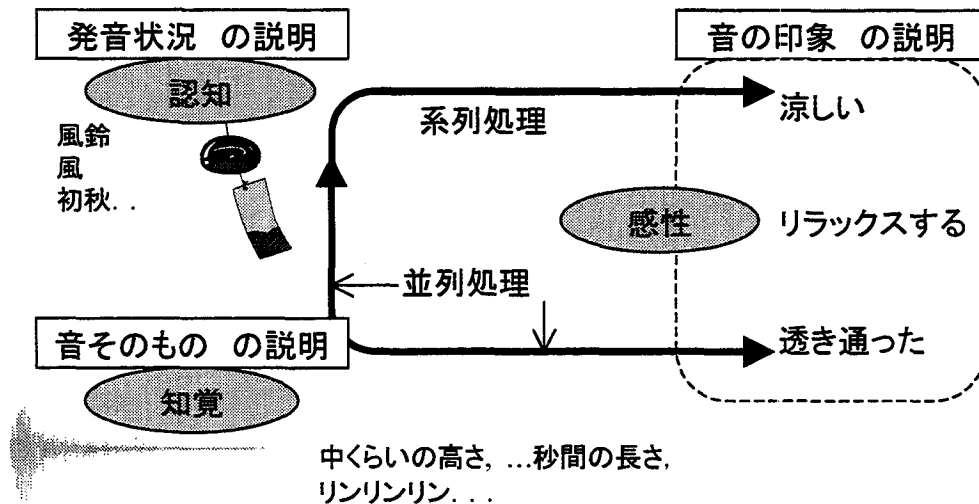 発音状況 の説明
音の印象 の説明
認知
系列処理
涼しい
風鈴
風
初秋. .
感性
リラックスする
並列処理
音そのもの の説明
透き通った
知覚
中くらいの高さ, …秒間の長さ,
リンリンリン. . .